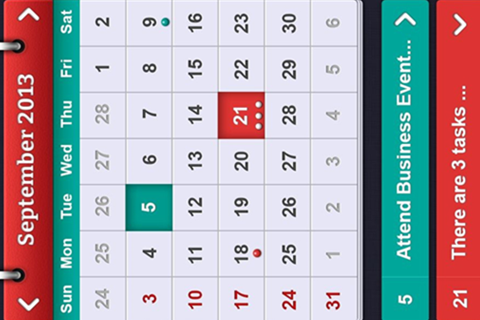 September 2013
Sun Mon Tue Wed Thu Fri Sat
24 25 26 27 28 1 2
3 4 5 6 7 8 9
10 11 12 13 14 15 16
17 18 19 20 21 22 23
24 25 26 27 28 29 30
31 1 2 3 4 5 6
5 Attend Business Event...
21 There are 3 tasks ...